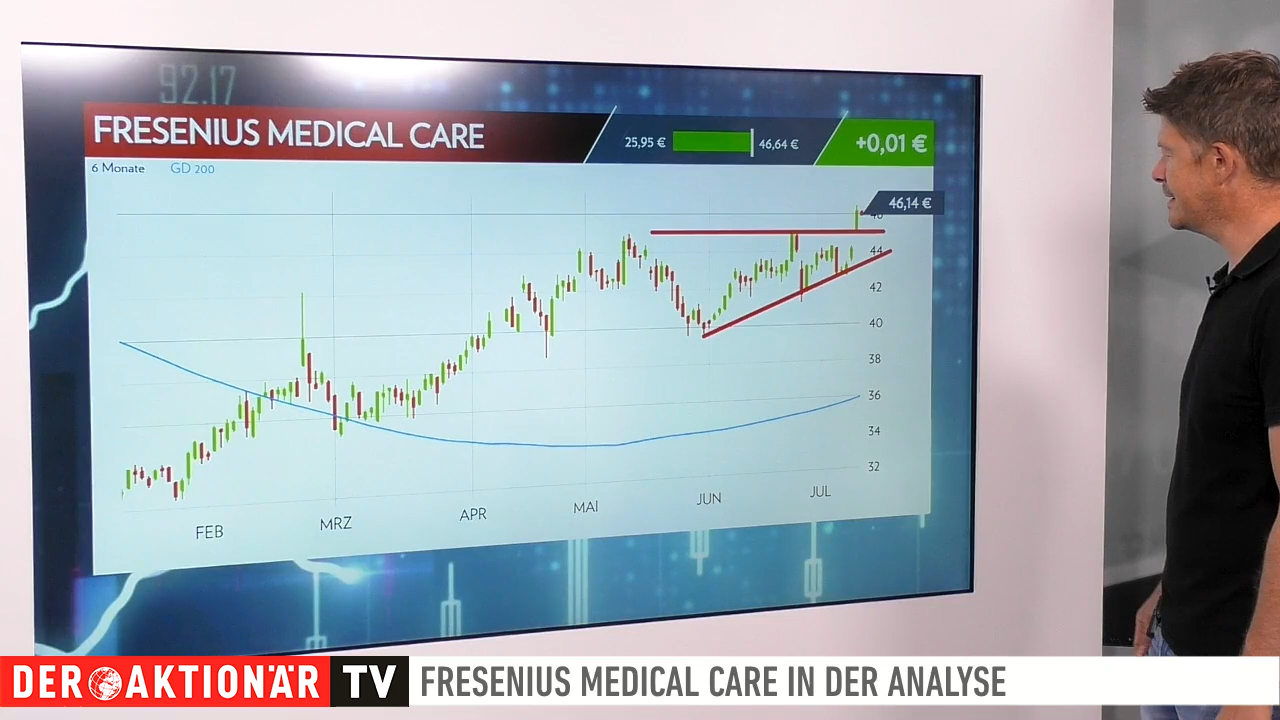 92.17
FRESENIUS MEDICAL CARE
25,95 €
46,64 €
+0,01 €
6 Monate
GD 200
46,14 €
44
42
40
38
36
34
32
FEB
MRZ
APR
MAI
JUN
JUL
DER AKTIONÄR TV
FRESENIUS MEDICAL CARE IN DER ANALYSE